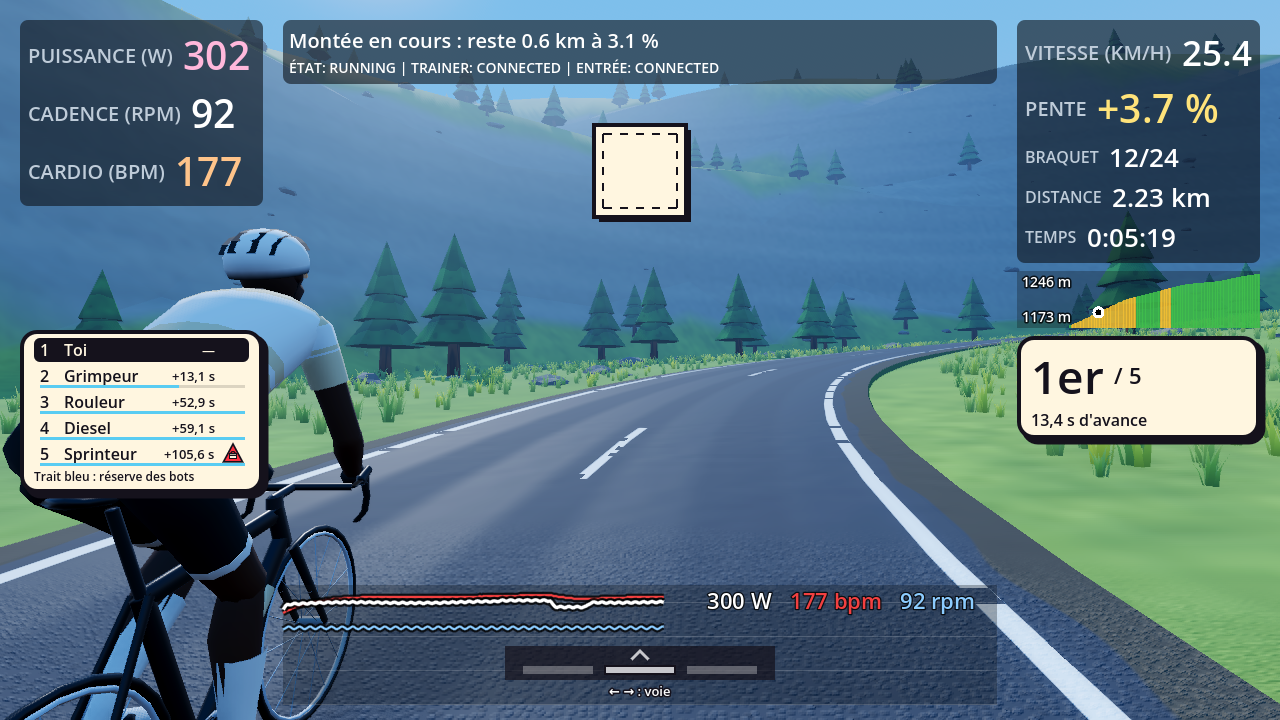 PUISSANCE (W) 302
CADENCE (RPM) 92
CARDIO (BPM) 177
Montée en cours : reste 0.6 km à 3.1 %
ÉTAT: RUNNING | TRAINER: CONNECTED | ENTRÉE: CONNECTED
VITESSE (KM/H) 25.4
PENTE +3.7 %
BRAQUET 12/24
DISTANCE 2.23 km
TEMPS 0:05:19
1246 m
1173 m
1er / 5
13,4 s d'avance
1 Toi —
2 Grimpeur +13,1 s
3 Rouleur +52,9 s
4 Diesel +59,1 s
5 Sprinteur +105,6 s
Trait bleu : réserve des bots
300 W 177 bpm 92 rpm
← → : voie